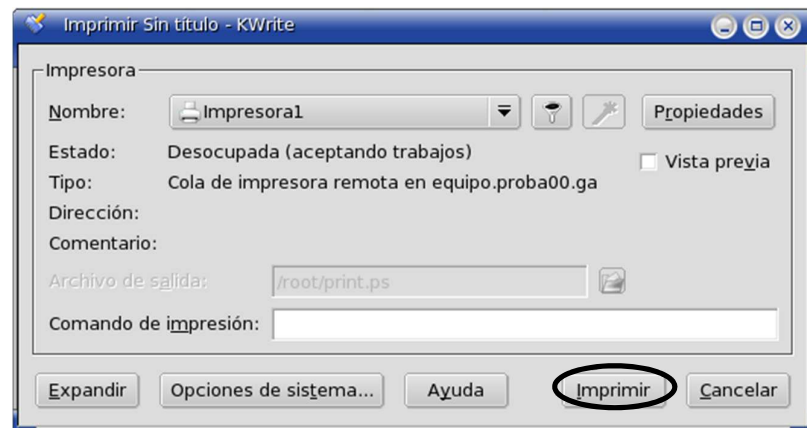 Imprimir Sin título - KWrite
Impresora
Nombre: Impresora1 Propiedades
Estado: Desocupada (aceptando trabajos)
Vista previa
Tipo: Cola de impresora remota en equipo.proba00.ga
Dirección:
Comentario:
Archivo de salida: /root/print.ps
Comando de impresión:
Expandir Opciones de sistema... Ayuda Imprimir Cancelar